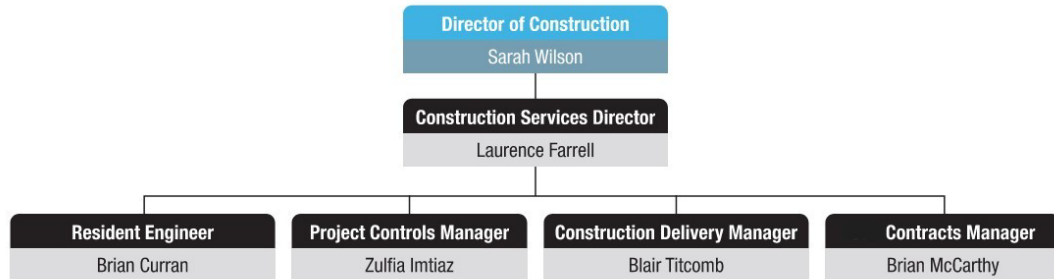 Director of Construction
Sarah Wilson
Construction Services Director
Laurence Farrell
Resident Engineer
Brian Curran
Project Controls Manager
Zulfia Imtiaz
Construction Delivery Manager
Blair Titcomb
Contracts Manager
Brian McCarthy